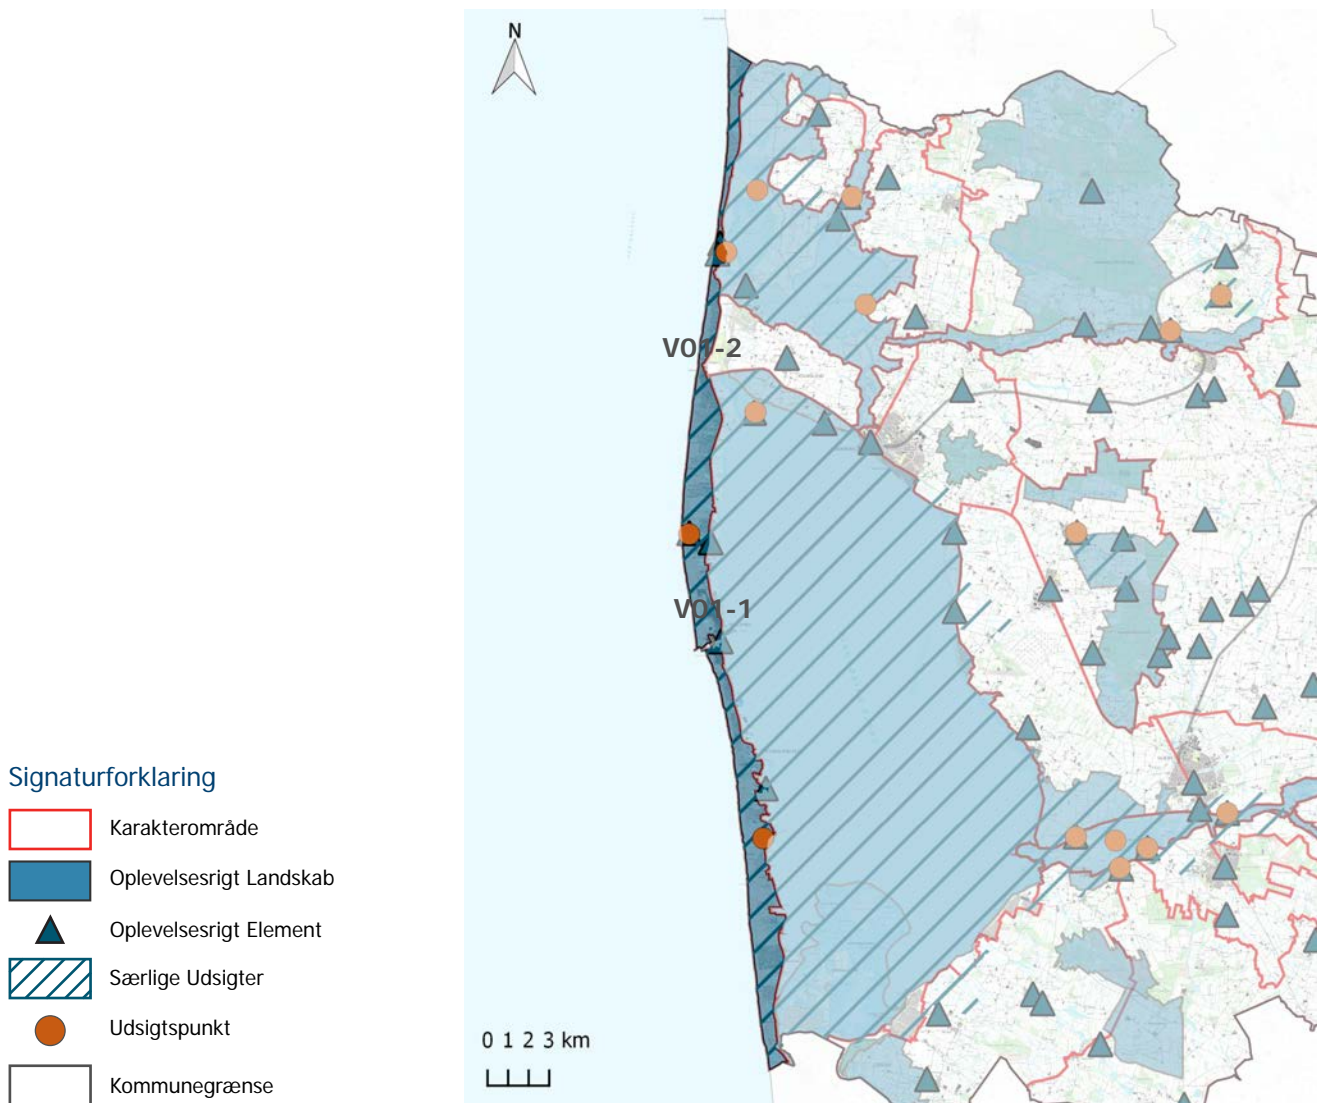 N
V01-2
V01-1
Signaturforklaring
Karakterområde
Oplevelsesrigt Landskab
Oplevelsesrigt Element
Særlige Udsigter
Udsigtspunkt
Kommunegrænse
0 1 2 3 km